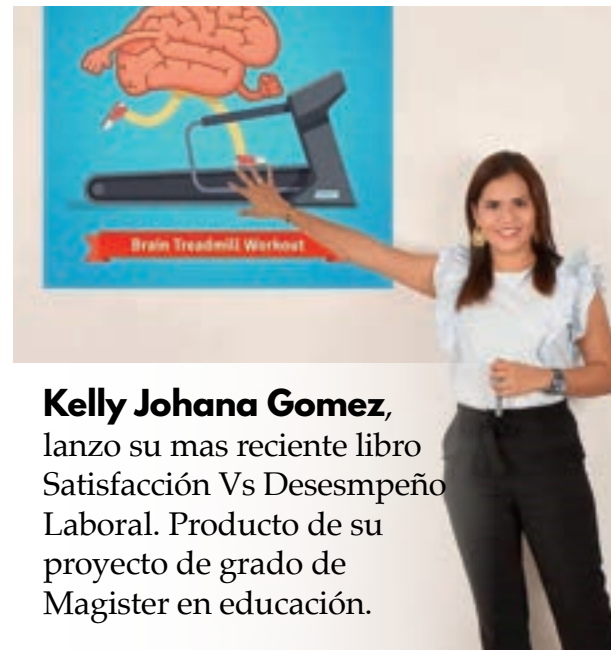 Brain Treadmill Workout
Kelly Johana Gomez,
lanzo su mas reciente libro
Satisfacción Vs Desesmpeño
Laboral. Producto de su
proyecto de grado de
Magister en educación.